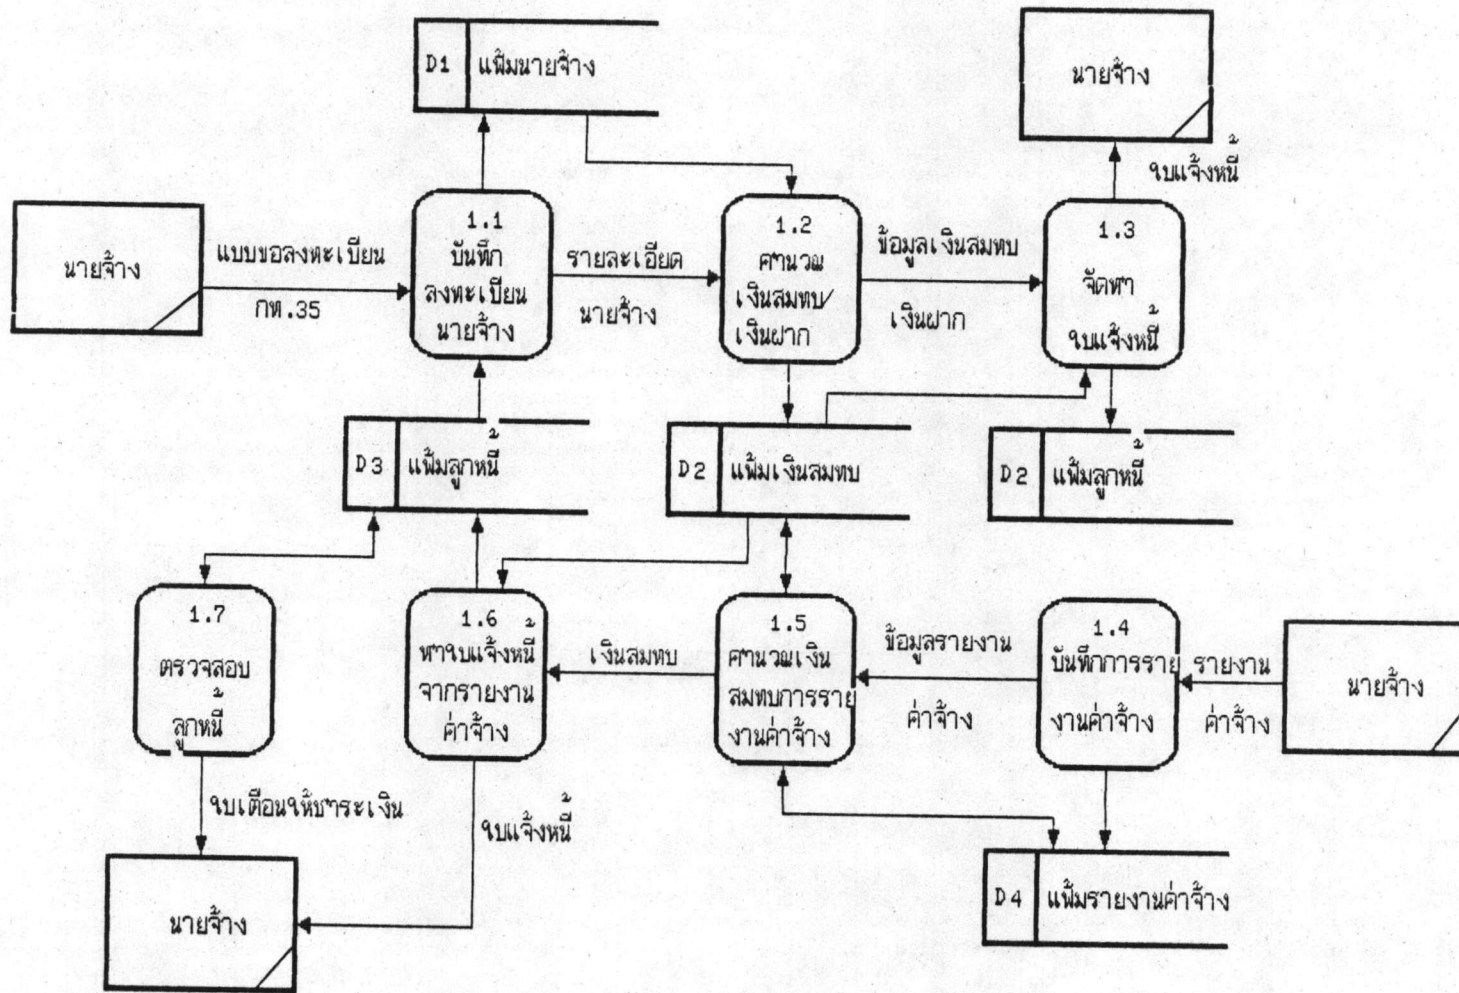 D1 แฟ้มนายจ้าง
นายจ้าง
ใบแจ้งหนี้
นายจ้าง
แบบขอลงทะเบียน
กท.35
1.1
บันทึก
ลงทะเบียน
นายจ้าง
รายละเอียด
นายจ้าง
1.2
คำนวณ
เงินสมทบ/
เงินฝาก
ข้อมูลเงินสมทบ
เงินฝาก
1.3
จัดทำ
ใบแจ้งหนี้
D3 แฟ้มลูกหนี้
D2 แฟ้มเงินสมทบ
D2 แฟ้มลูกหนี้
1.7
ตรวจสอบ
ลูกหนี้
1.6
ทำใบแจ้งหนี้
จากรายงาน
ค่าจ้าง
เงินสมทบ
1.5
คำนวณเงิน
สมทบการราย
งานค่าจ้าง
ข้อมูลรายงาน
ค่าจ้าง
1.4
บันทึกการราย
งานค่าจ้าง
รายงาน
ค่าจ้าง
นายจ้าง
ใบเตือนให้ชำระเงิน
ใบแจ้งหนี้
นายจ้าง
D4 แฟ้มรายงานค่าจ้าง